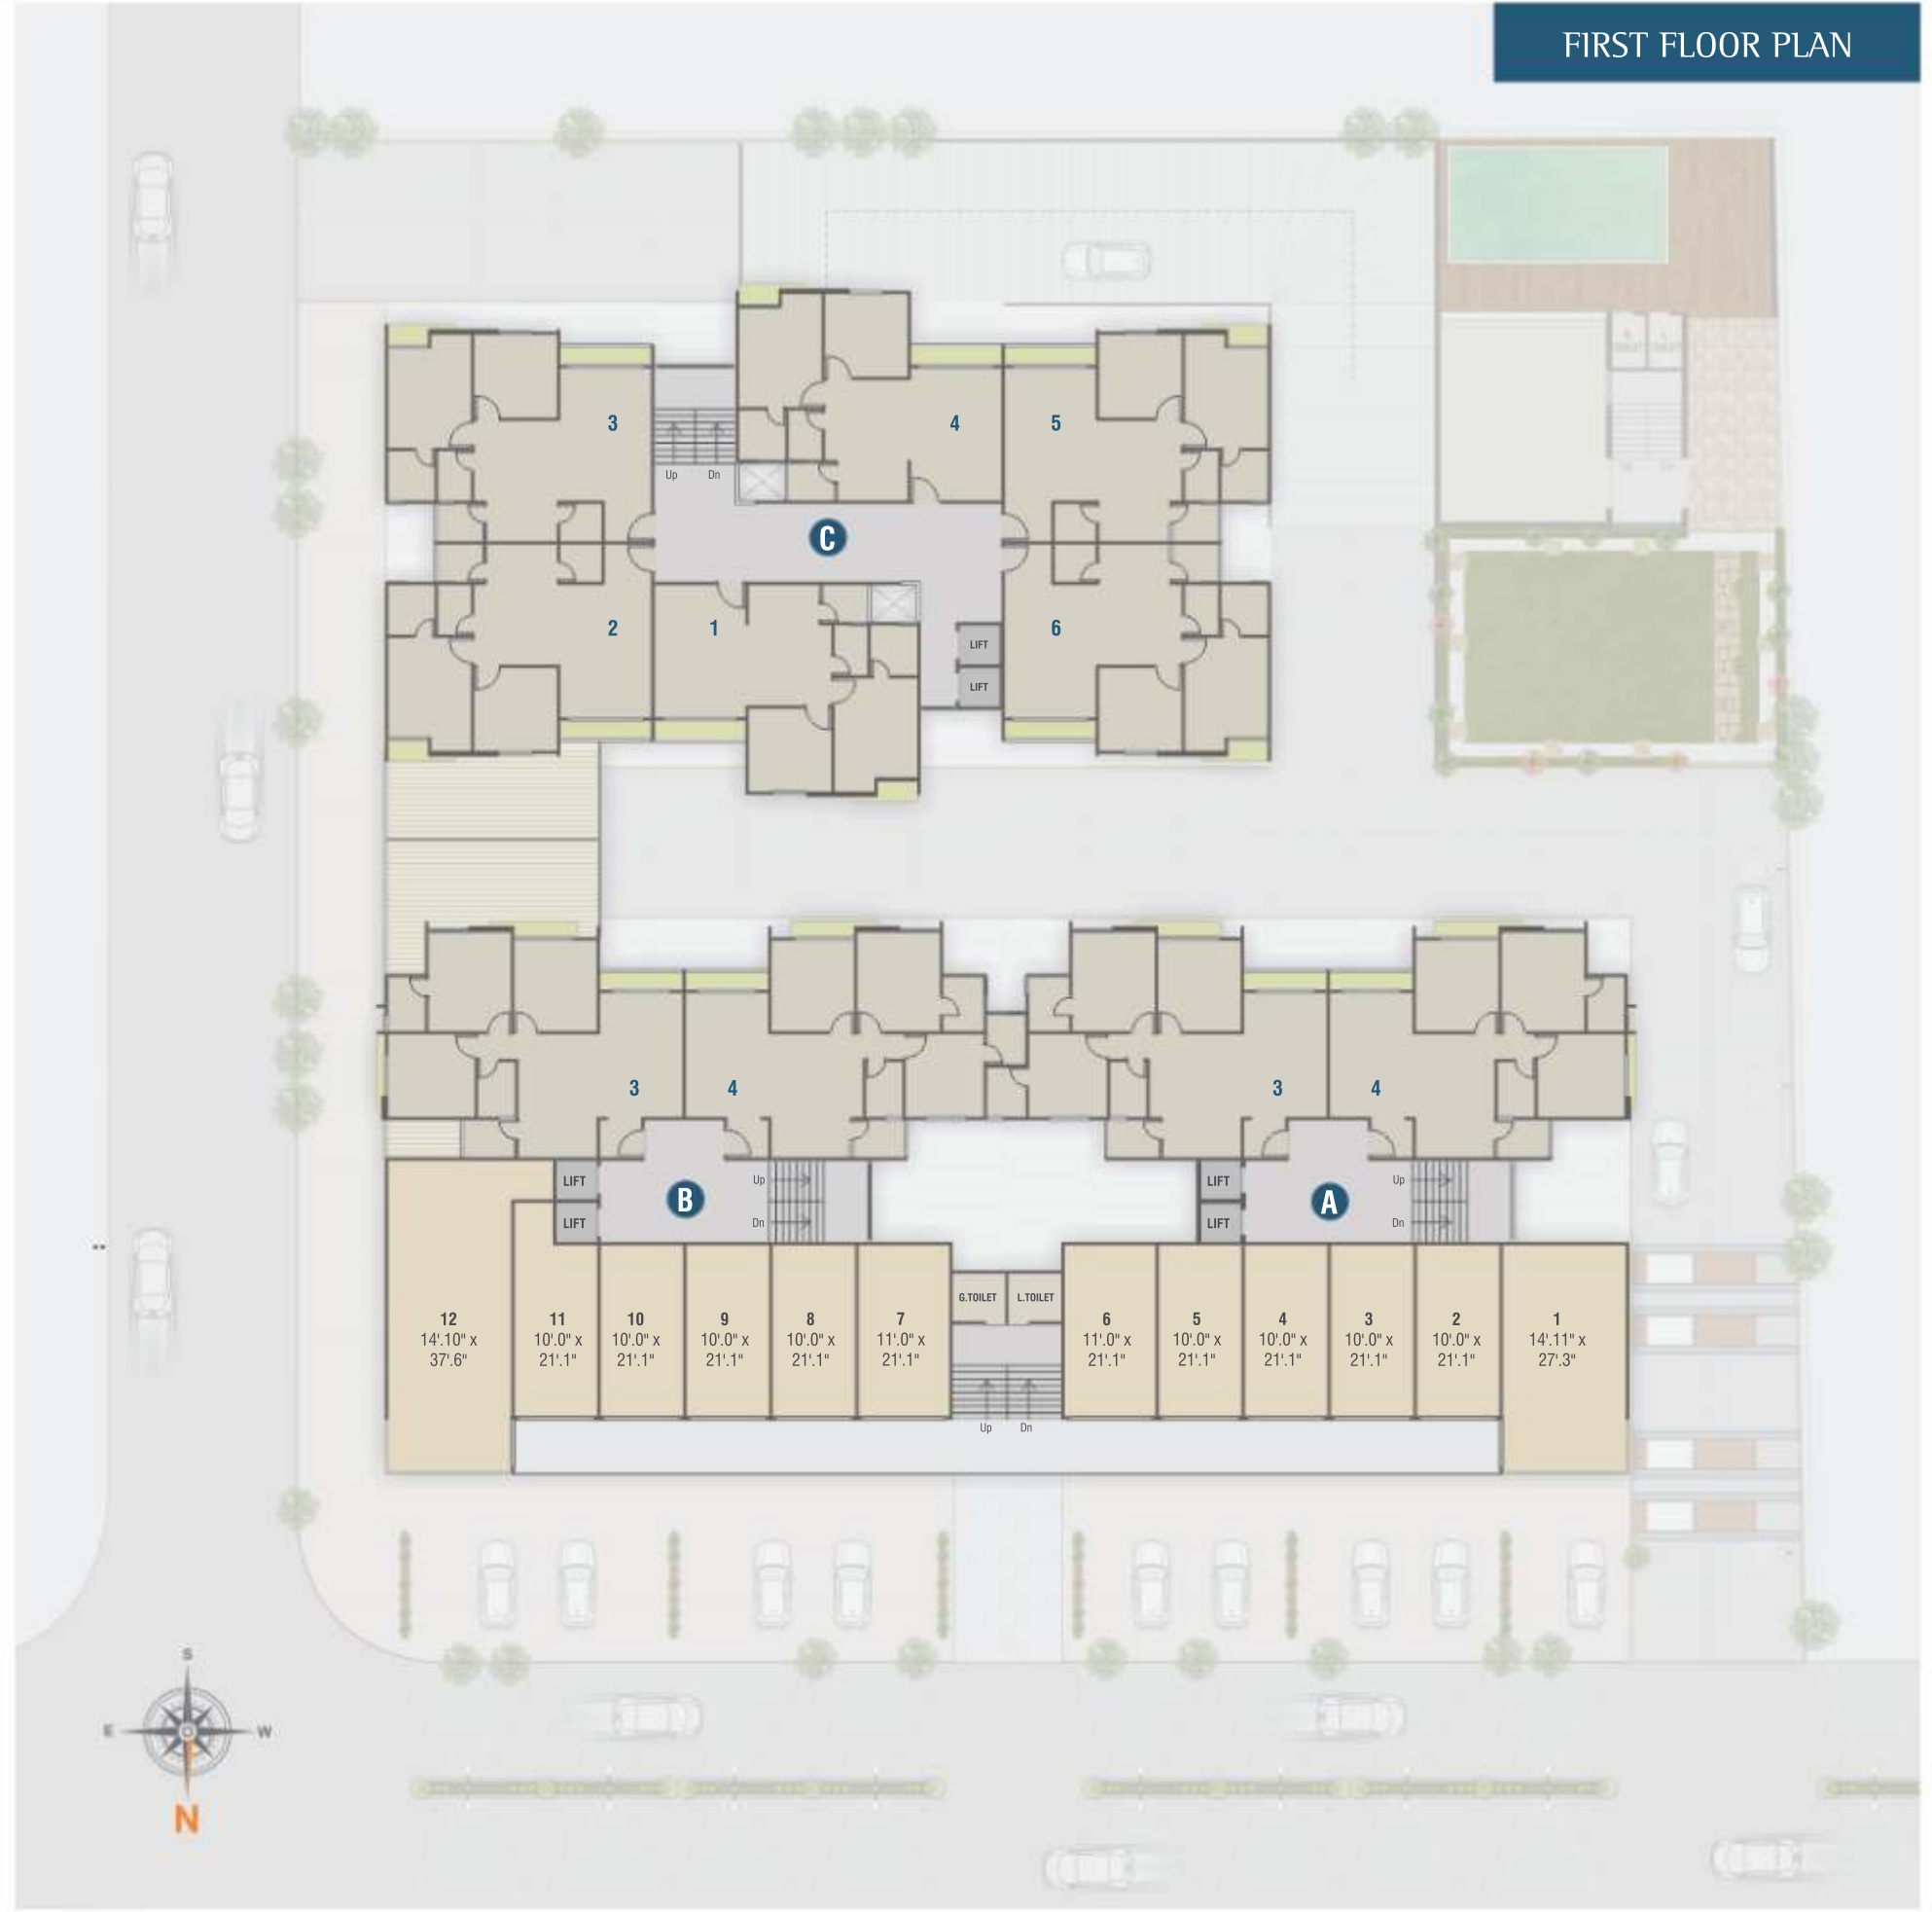 FIRST FLOOR PLAN
TOILET TOILET
3
4
5
Up Dn
C
2
1
6
LIFT
LIFT
3
4
3
4
LIFT
LIFT
B
Up
Dn
LIFT
LIFT
A
Up
Dn
12
14'.10" x
37'.6"
11
10'.0" x
21'.1"
10
10'.0" x
21'.1"
9
10'.0" x
21'.1"
8
10'.0" x
21'.1"
7
11'.0" x
21'.1"
G.TOILET L.TOILET
Up Dn
6
11'.0" x
21'.1"
5
10'.0" x
21'.1"
4
10'.0" x
21'.1"
3
10'.0" x
21'.1"
2
10'.0" x
21'.1"
1
14'.11" x
27'.3"
S
E W
N